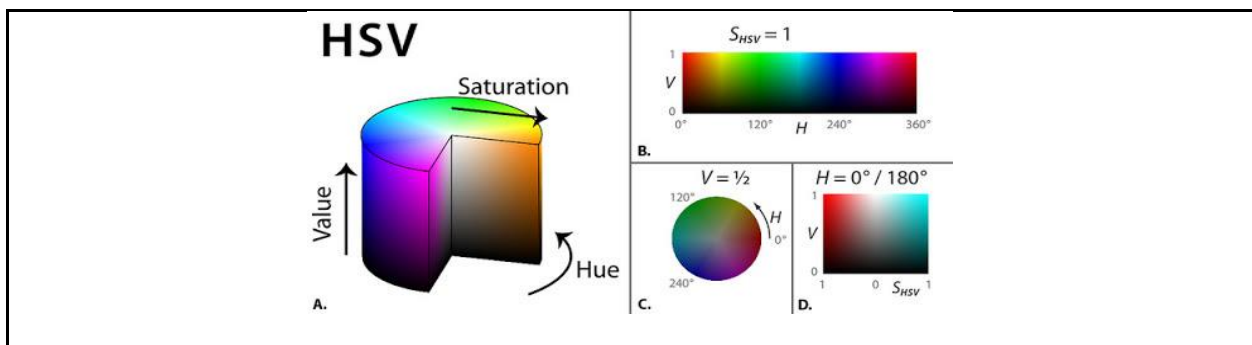 HSV
Saturation
Value
Hue
A.
S_HSV = 1
1
V
0
0°
120°
H
240°
360°
B.
V = ½
120°
H
0°
240°
C.
H = 0° / 180°
1
V
0
1
0
S_HSV
1
D.